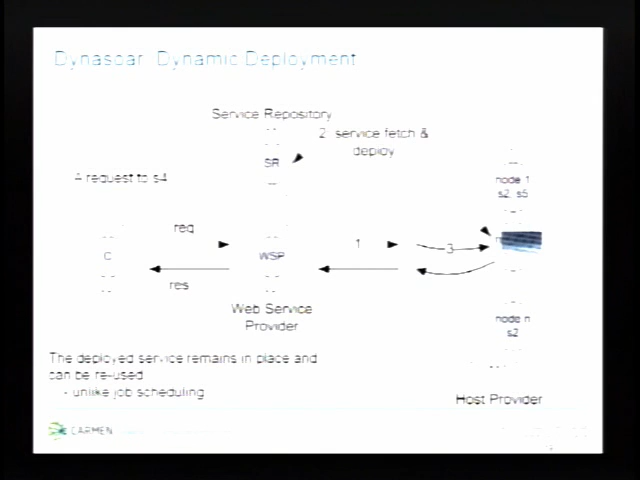 Dynasoar Dynamic Deployment
Service Repository
2 service fetch &
deploy
SR
A request to s4
node 1
s2, s5
req
1
3
C
WSP
res
Web Service
Provider
node n
s2
The deployed service remains in place and
can be re-used
- unlike job scheduling
...
Host Provider
CARMEN